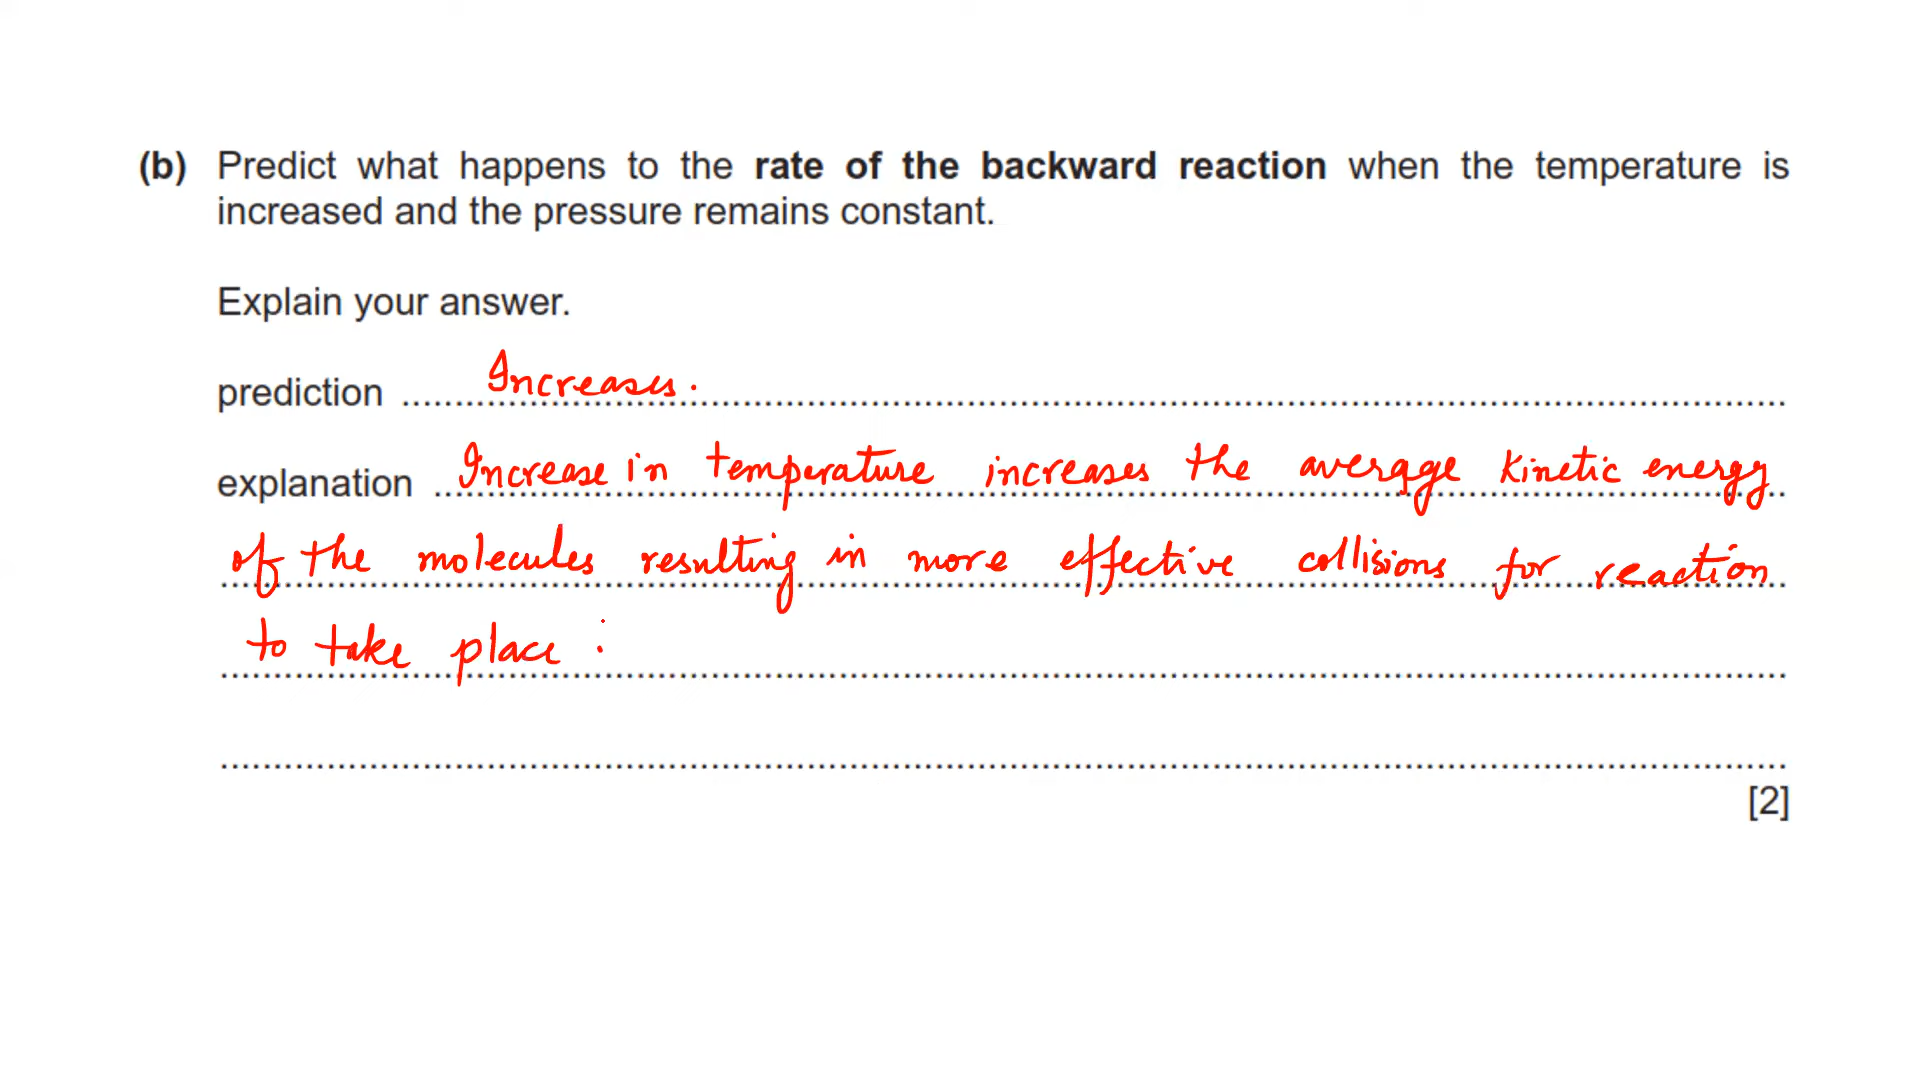 (b) Predict what happens to the rate of the backward reaction when the temperature is
increased and the pressure remains constant.
Explain your answer.
prediction Increases.
explanation Increase in temperature increases the average kinetic energy
of the molecules resulting in more effective collisions for reaction
to take place :
[2]